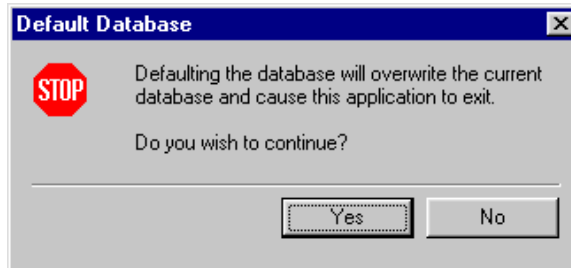 Default Database
STOP
Defaulting the database will overwrite the current
database and cause this application to exit.
Do you wish to continue?
Yes
No